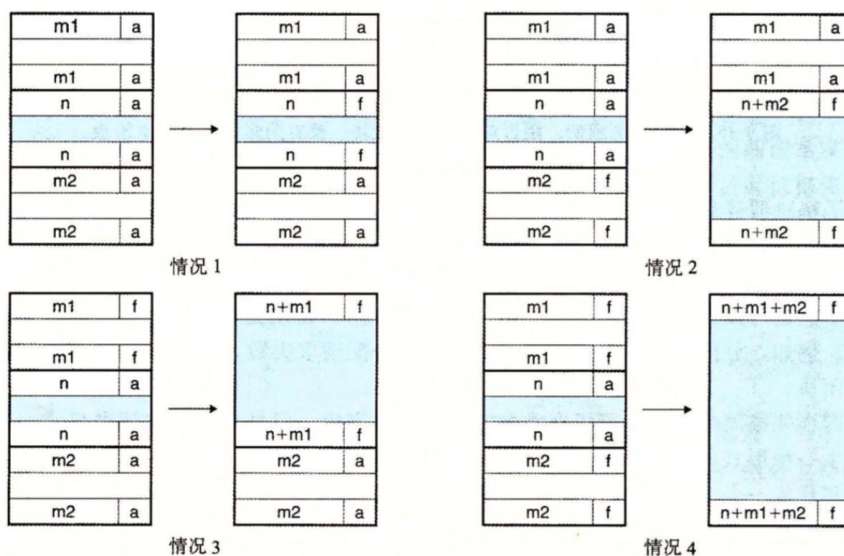 m1 a
m1 a
n a
n a
m2 a
m2 a
m1 a
m1 a
n f
n f
m2 a
m2 a
情况 1
m1 a
m1 a
n a
n a
m2 f
m2 f
m1 a
m1 a
n+m2 f
n+m2 f
情况 2
m1 f
m1 f
n a
n a
m2 a
m2 a
n+m1 f
n+m1 f
m2 a
m2 a
情况 3
m1 f
m1 f
n a
n a
m2 f
m2 f
n+m1+m2 f
n+m1+m2 f
情况 4